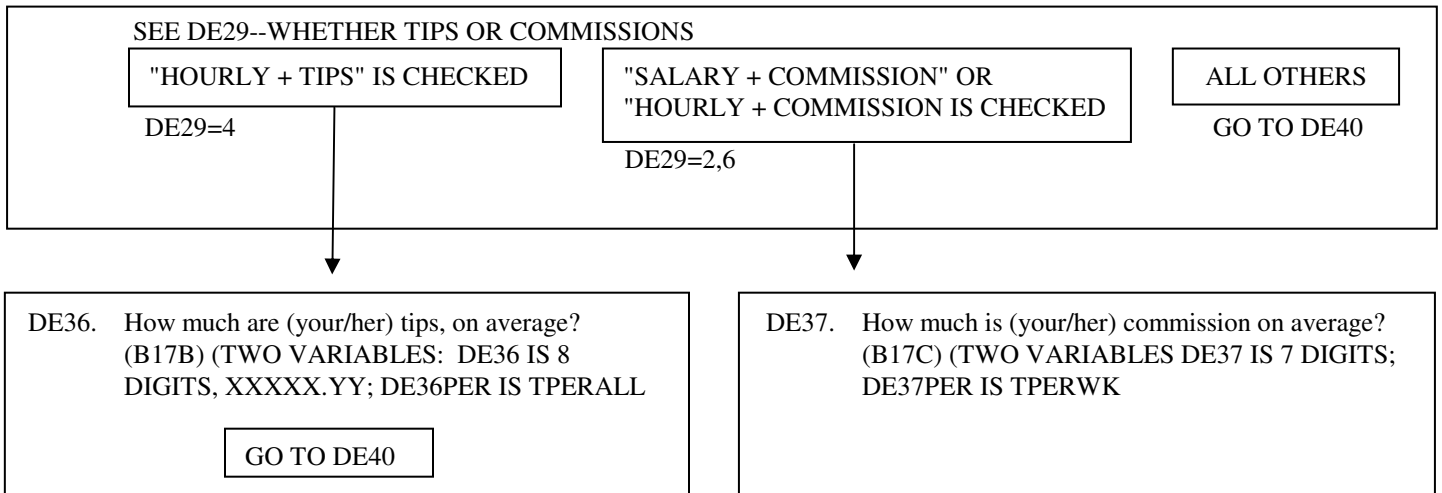 SEE DE29--WHETHER TIPS OR COMMISSIONS
"HOURLY + TIPS" IS CHECKED
DE29=4
"SALARY + COMMISSION" OR
"HOURLY + COMMISSION IS CHECKED
DE29=2,6
ALL OTHERS
GO TO DE40
DE36. How much are (your/her) tips, on average?
(B17B) (TWO VARIABLES: DE36 IS 8
DIGITS, XXXXX.YY; DE36PER IS TPERALL
GO TO DE40
DE37. How much is (your/her) commission on average?
(B17C) (TWO VARIABLES DE37 IS 7 DIGITS;
DE37PER IS TPERWK